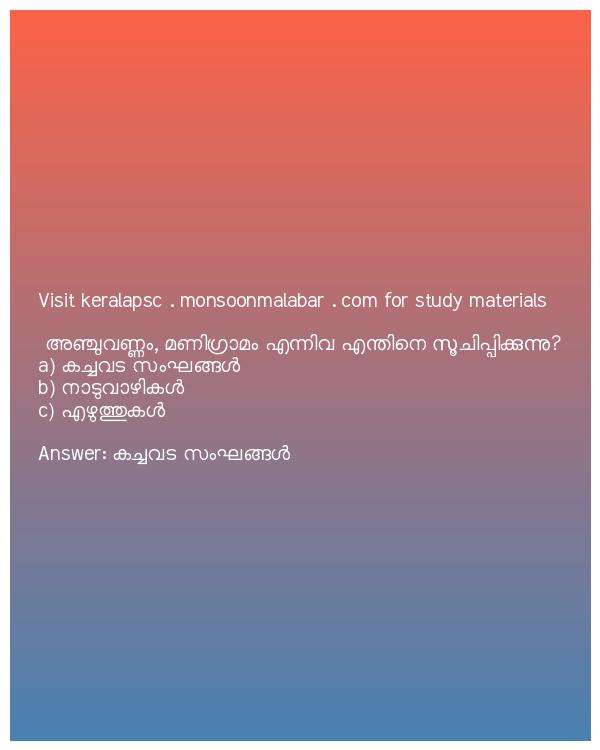 Visit keralapsc . monsoonmalabar . com for study materials
അഞ്ചുവണ്ണം, മണിഗ്രാമം എന്നിവ എന്തിനെ സൂചിപ്പിക്കുന്നു?
a) കച്ചവട സംഘങ്ങൾ
b) നാടുവാഴികൾ
c) എഴുത്തുകൾ
Answer: കച്ചവട സംഘങ്ങൾ